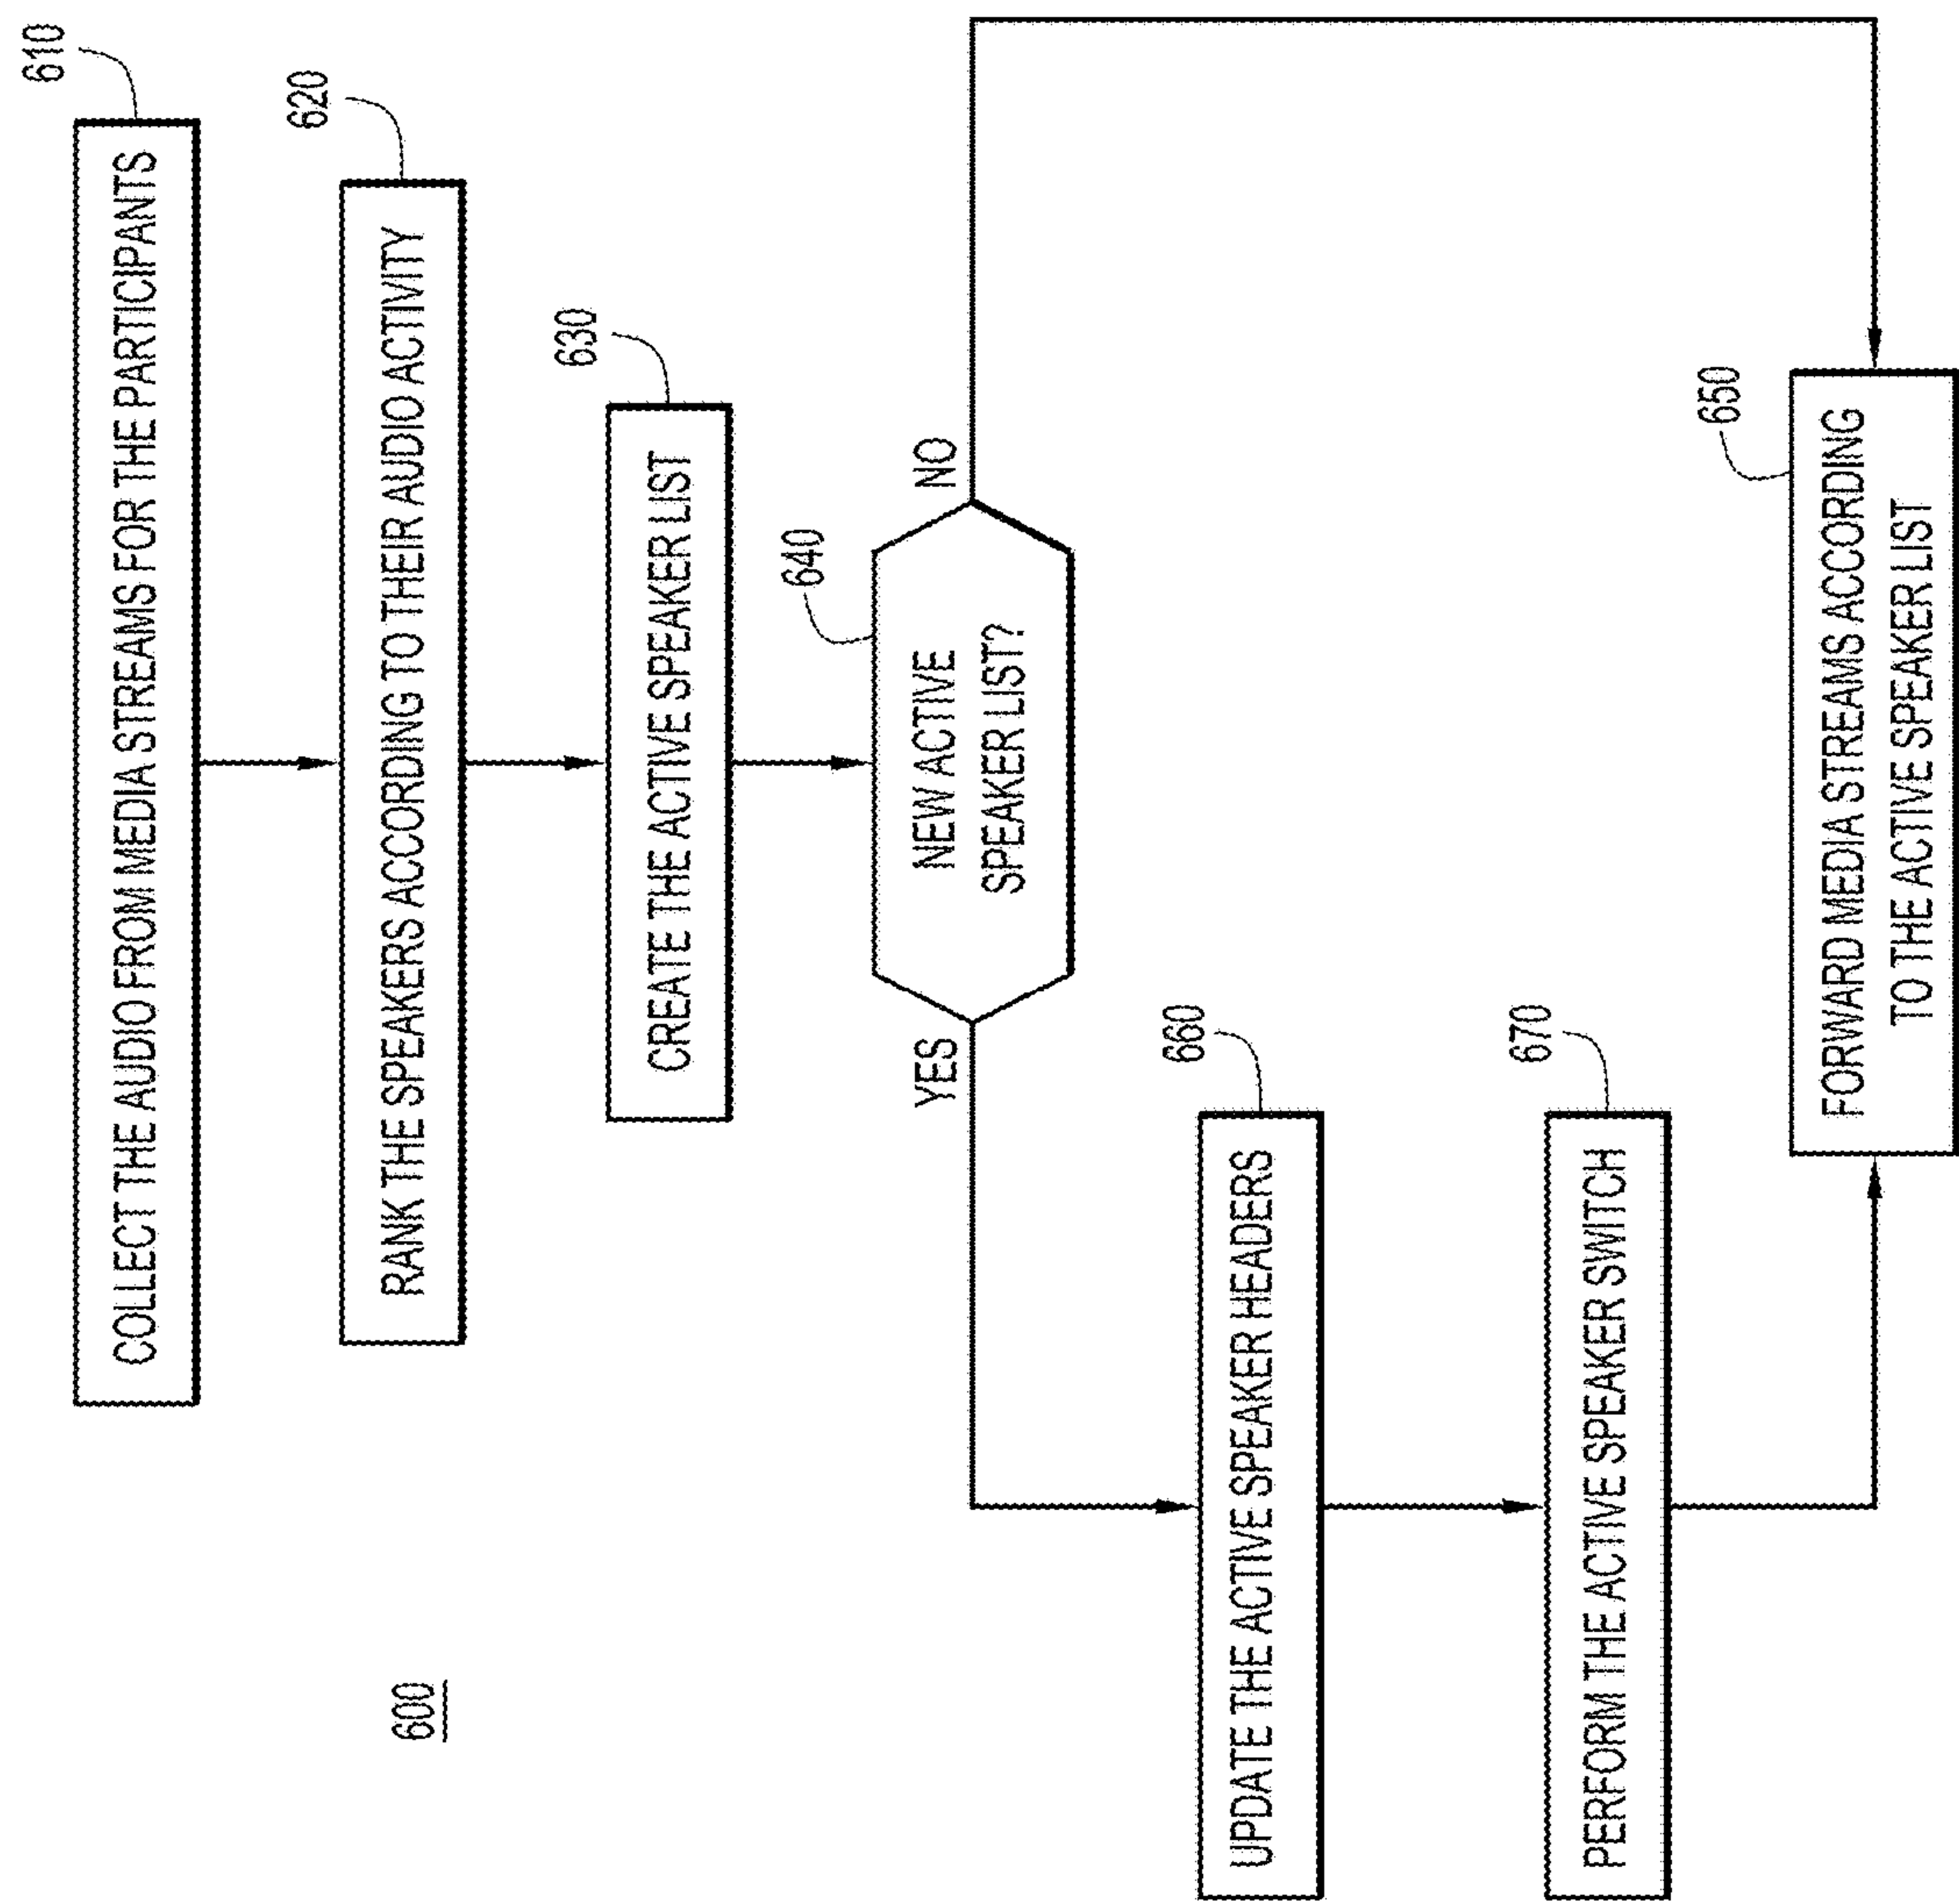 600
610
COLLECT THE AUDIO FROM MEDIA STREAMS FOR THE PARTICIPANTS
620
RANK THE SPEAKERS ACCORDING TO THEIR AUDIO ACTIVITY
630
CREATE THE ACTIVE SPEAKER LIST
640
NEW ACTIVE
SPEAKER LIST?
YES
NO
660
UPDATE THE ACTIVE SPEAKER HEADERS
670
PERFORM THE ACTIVE SPEAKER SWITCH
650
FORWARD MEDIA STREAMS ACCORDING
TO THE ACTIVE SPEAKER LIST